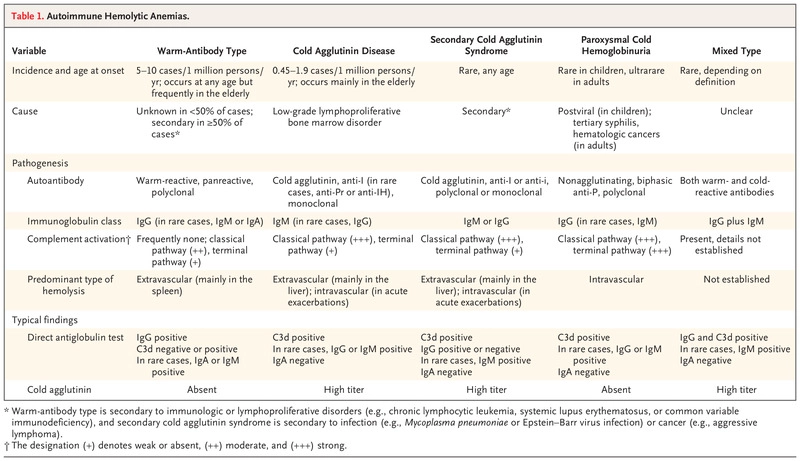 Table 1. Autoimmune Hemolytic Anemias.
Variable
Warm-Antibody Type
Cold Agglutinin Disease
Secondary Cold Agglutinin
Syndrome
Paroxysmal Cold
Hemoglobinuria
Mixed Type
Incidence and age at onset
5–10 cases/1 million persons/
yr; occurs at any age but
frequently in the elderly
0.45–1.9 cases/1 million persons/
yr; occurs mainly in the elderly
Rare, any age
Rare in children, ultrarare
in adults
Rare, depending on
definition
Cause
Unknown in <50% of cases;
secondary in ≥50% of
cases*
Low-grade lymphoproliferative
bone marrow disorder
Secondary*
Postviral (in children);
tertiary syphilis,
hematologic cancers
(in adults)
Unclear
Pathogenesis
Autoantibody
Warm-reactive, panreactive,
polyclonal
Cold agglutinin, anti-I (in rare
cases, anti-Pr or anti-IH),
monoclonal
Cold agglutinin, anti-I or anti-i,
polyclonal or monoclonal
Nonagglutinating, biphasic
anti-P, polyclonal
Both warm- and cold-
reactive antibodies
Immunoglobulin class
IgG (in rare cases, IgM or IgA)
IgM (in rare cases, IgG)
IgM or IgG
IgG (in rare cases, IgM)
IgG plus IgM
Complement activation†
Frequently none; classical
pathway (++), terminal
pathway (+)
Classical pathway (+++), terminal
pathway (+)
Classical pathway (+++),
terminal pathway (+)
Classical pathway (+++),
terminal pathway (+++)
Present, details not
established
Predominant type of
hemolysis
Extravascular (mainly in
the spleen)
Extravascular (mainly in the
liver); intravascular (in acute
exacerbations)
Extravascular (mainly in the
liver); intravascular (in
acute exacerbations)
Intravascular
Not established
Typical findings
Direct antiglobulin test
IgG positive
C3d negative or positive
In rare cases, IgA or IgM
positive
C3d positive
In rare cases, IgG or IgM positive
IgA negative
C3d positive
IgG positive or negative
In rare cases, IgM positive
IgA negative
C3d positive
In rare cases, IgG or IgM
positive
IgA negative
IgG and C3d positive
In rare cases, IgM positive
IgA negative
Cold agglutinin
Absent
High titer
High titer
Absent
High titer
* Warm-antibody type is secondary to immunologic or lymphoproliferative disorders (e.g., chronic lymphocytic leukemia, systemic lupus erythematosus, or common variable
immunodeficiency), and secondary cold agglutinin syndrome is secondary to infection (e.g., Mycoplasma pneumoniae or Epstein–Barr virus infection) or cancer (e.g., aggressive
lymphoma).
† The designation (+) denotes weak or absent, (++) moderate, and (+++) strong.